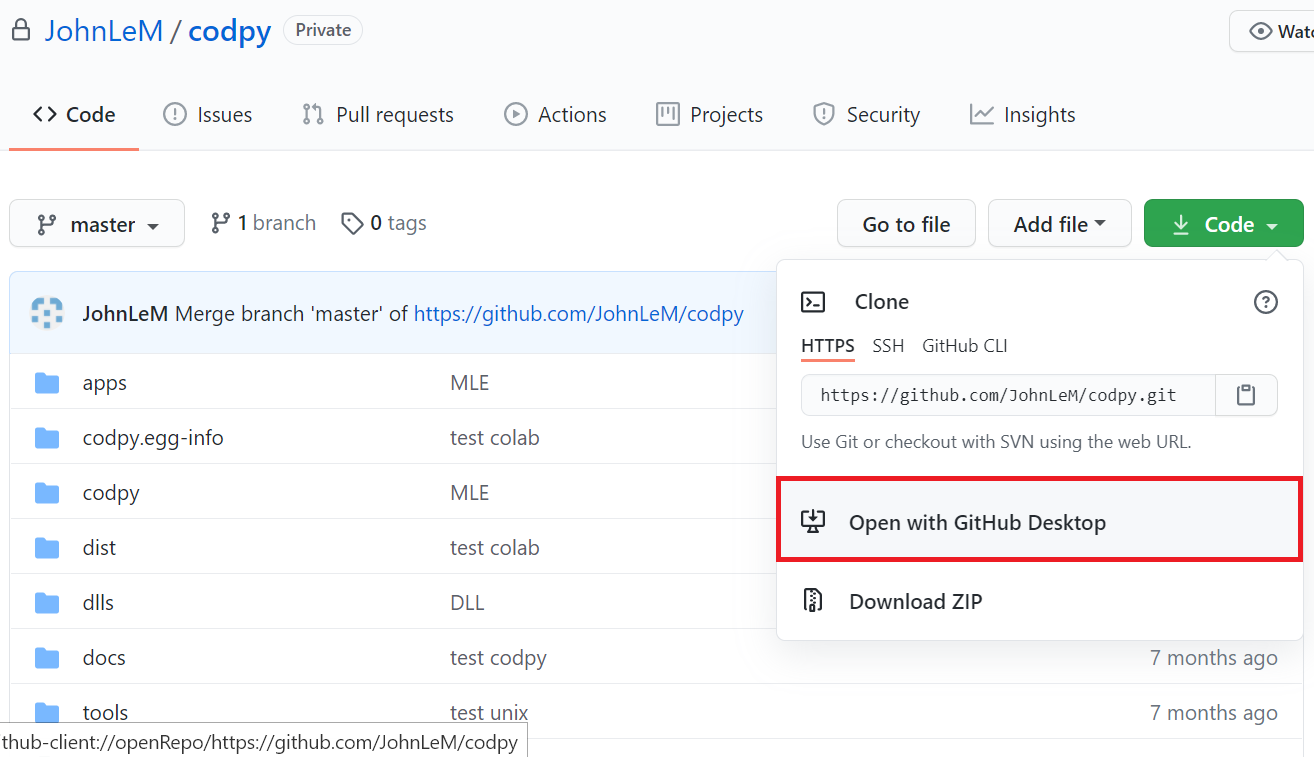 JohnLeM / codpy Private
Code Issues Pull requests Actions Projects Security Insights
master 1 branch 0 tags Go to file Add file Code
JohnLeM Merge branch 'master' of https://github.com/JohnLeM/codpy
Clone
HTTPS SSH GitHub CLI
https://github.com/JohnLeM/codpy.git
Use Git or checkout with SVN using the web URL.
Open with GitHub Desktop
Download ZIP
apps MLE
codpy.egg-info test colab
codpy MLE
dist test colab
dlls DLL
docs test codpy 7 months ago
tools test unix 7 months ago
thub-client://openRepo/https://github.com/JohnLeM/codpy